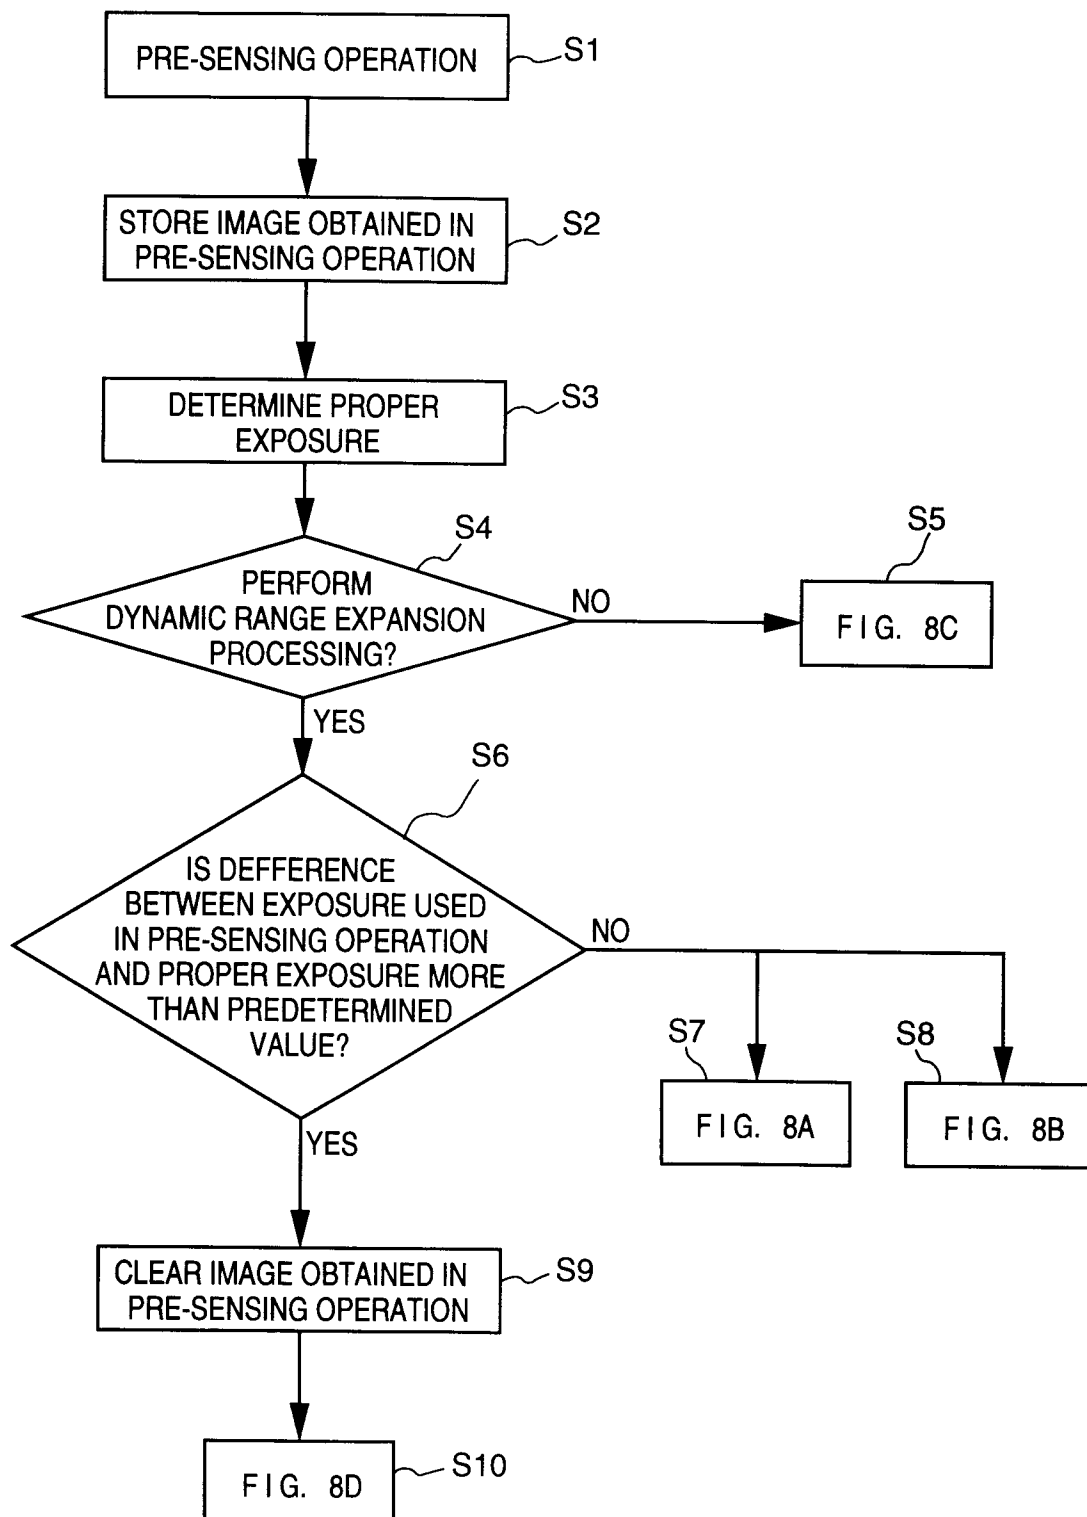 PRE-SENSING OPERATION
S1
STORE IMAGE OBTAINED IN
PRE-SENSING OPERATION
S2
DETERMINE PROPER
EXPOSURE
S3
S4
PERFORM
DYNAMIC RANGE EXPANSION
PROCESSING?
NO
S5
FIG. 8C
YES
S6
IS DEFFERENCE
BETWEEN EXPOSURE USED
IN PRE-SENSING OPERATION
AND PROPER EXPOSURE MORE
THAN PREDETERMINED
VALUE?
NO
S7
FIG. 8A
S8
FIG. 8B
YES
CLEAR IMAGE OBTAINED IN
PRE-SENSING OPERATION
S9
FIG. 8D
S10